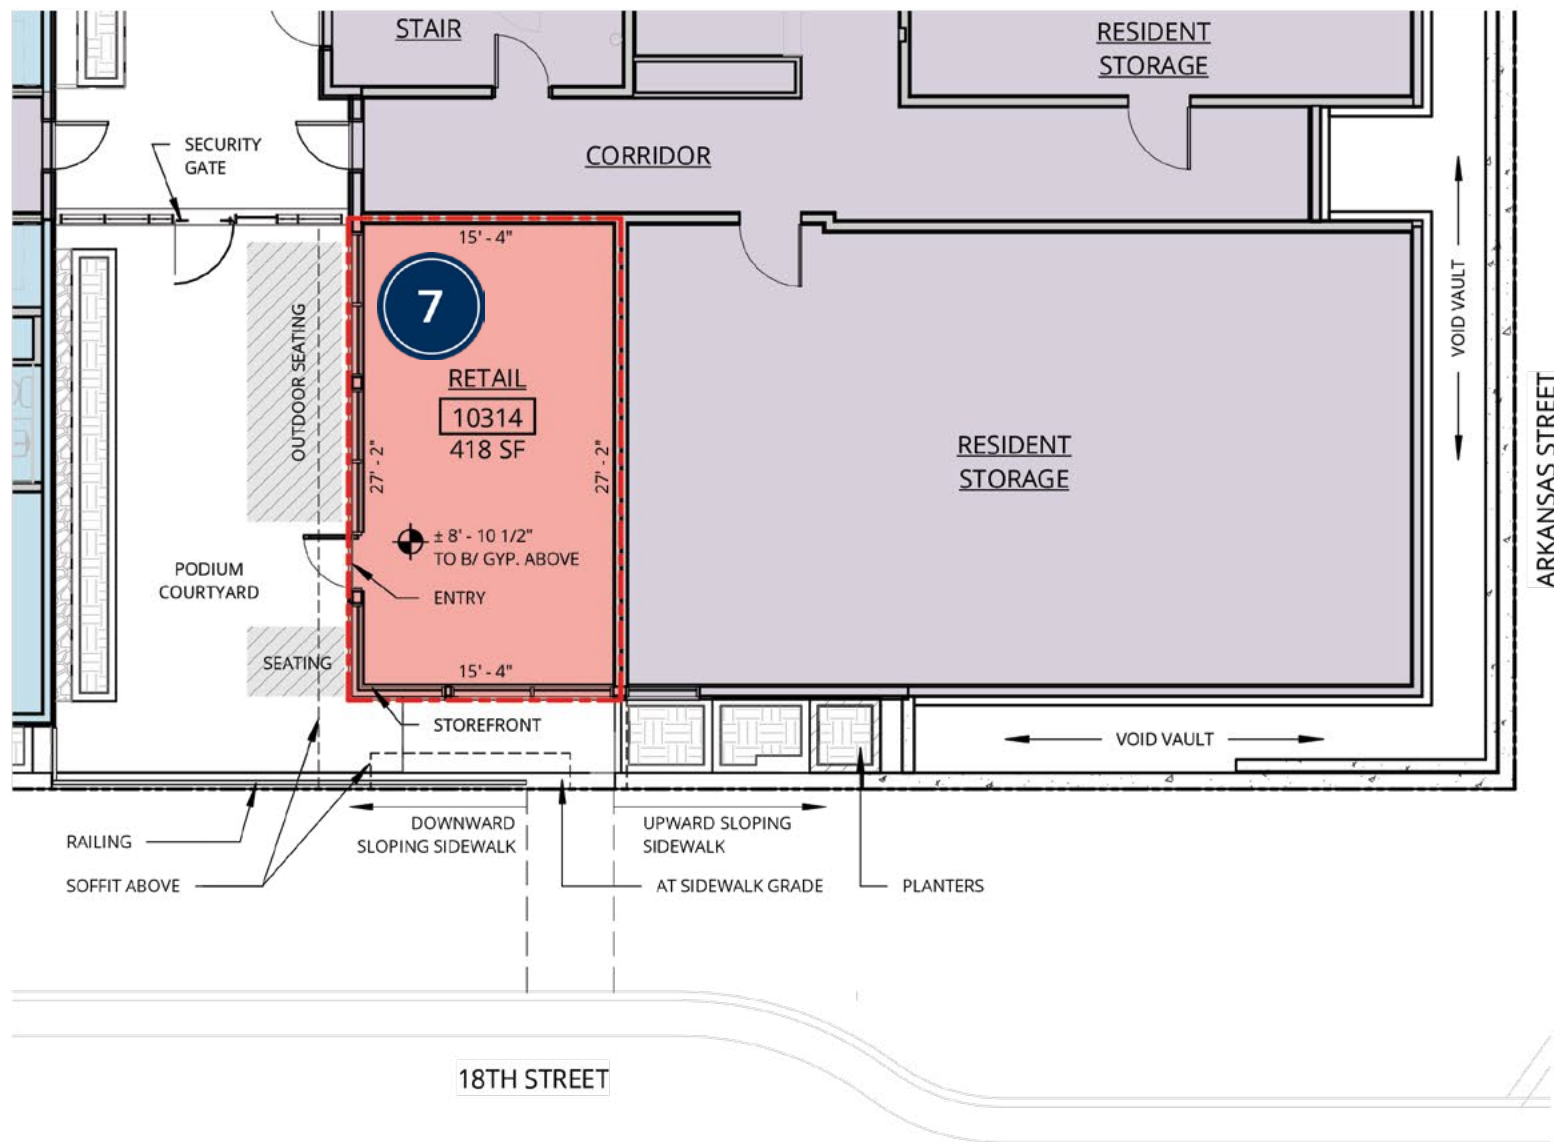 STAIR
RESIDENT
STORAGE
SECURITY
GATE
CORRIDOR
15' - 4"
7
OUTDOOR SEATING
RETAIL
10314
418 SF
27' - 2"
27' - 2"
± 8' - 10 1/2"
TO B/ GYP. ABOVE
ENTRY
PODIUM
COURTYARD
SEATING
15' - 4"
STOREFRONT
RESIDENT
STORAGE
VOID VAULT
ARKANSAS STREET
VOID VAULT
RAILING
SOFFIT ABOVE
DOWNWARD
SLOPING SIDEWALK
UPWARD SLOPING
SIDEWALK
AT SIDEWALK GRADE
PLANTERS
18TH STREET